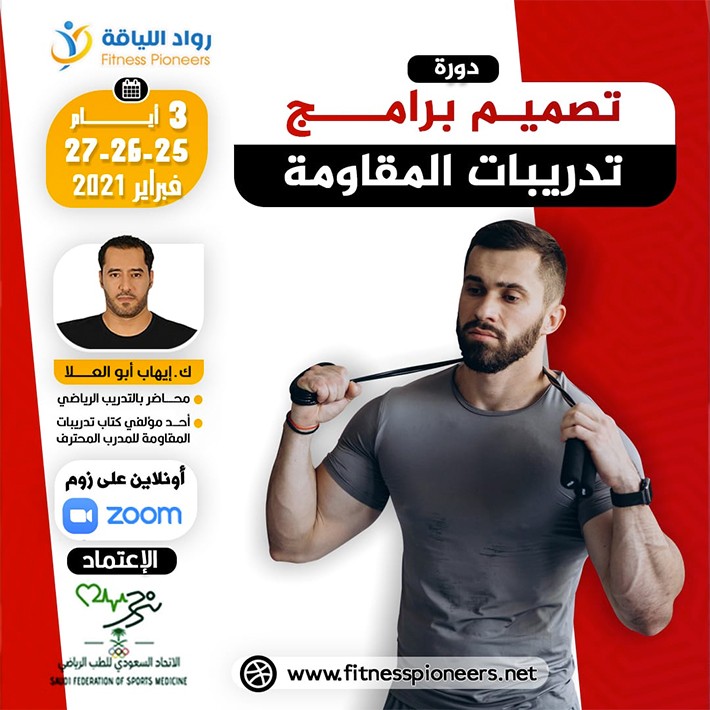 رواد اللياقة
Fitness Pioneers
دورة
تصميم برامج
تدريبات المقاومة
3 أيام
25-26-27
فبراير 2021
ك.إيهاب أبو العلا
محاضر بالتدريب الرياضي
أحد مؤلفي كتاب تدريبات
المقاومة للمدرب المحترف
أونلاين على زوم
zoom
الإعتماد
الاتحاد السعودي للطب الرياضي
SAUDI FEDERATION OF SPORTS MEDICINE
www.fitnesspioneers.net